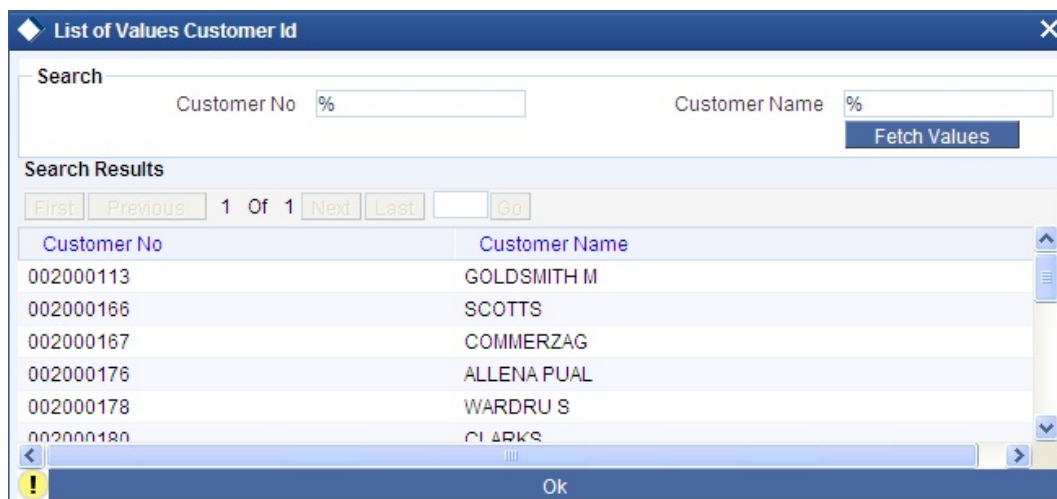 List of Values Customer Id
Search
Customer No % Customer Name %
Fetch Values
Search Results
First Previous 1 Of 1 Next Last Go
Customer No Customer Name
002000113 GOLDSMITH M
002000166 SCOTTS
002000167 COMMERZAG
002000176 ALLENA PUAL
002000178 WARDRU S
002000180 CLARKS
Ok